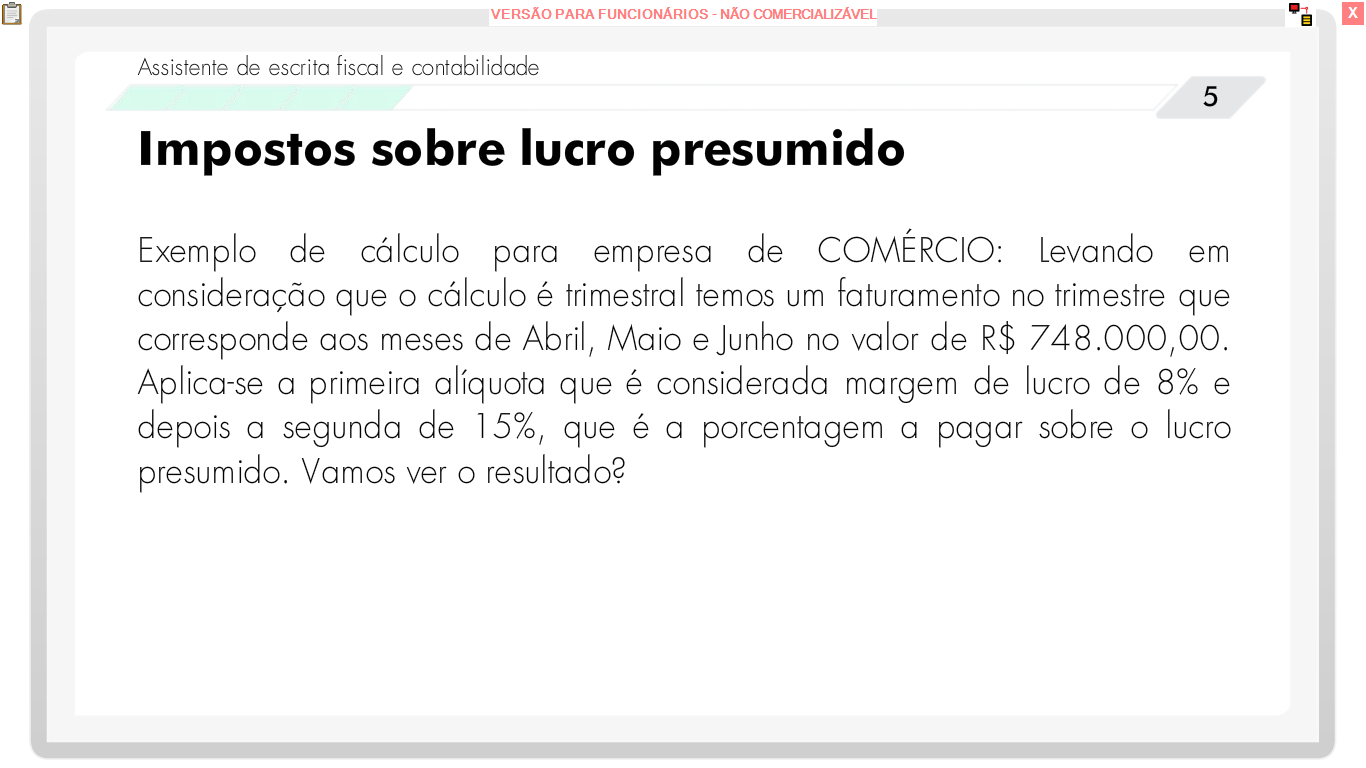 VERSÃO PARA FUNCIONÁRIOS - NÃO COMERCIALIZÁVEL
X
Assistente de escrita fiscal e contabilidade
5
Impostos sobre lucro presumido
Exemplo de cálculo para empresa de COMÉRCIO: Levando em
consideração que o cálculo é trimestral temos um faturamento no trimestre que
corresponde aos meses de Abril, Maio e Junho no valor de R$ 748.000,00.
Aplica-se a primeira alíquota que é considerada margem de lucro de 8% e
depois a segunda de 15%, que é a porcentagem a pagar sobre o lucro
presumido. Vamos ver o resultado?